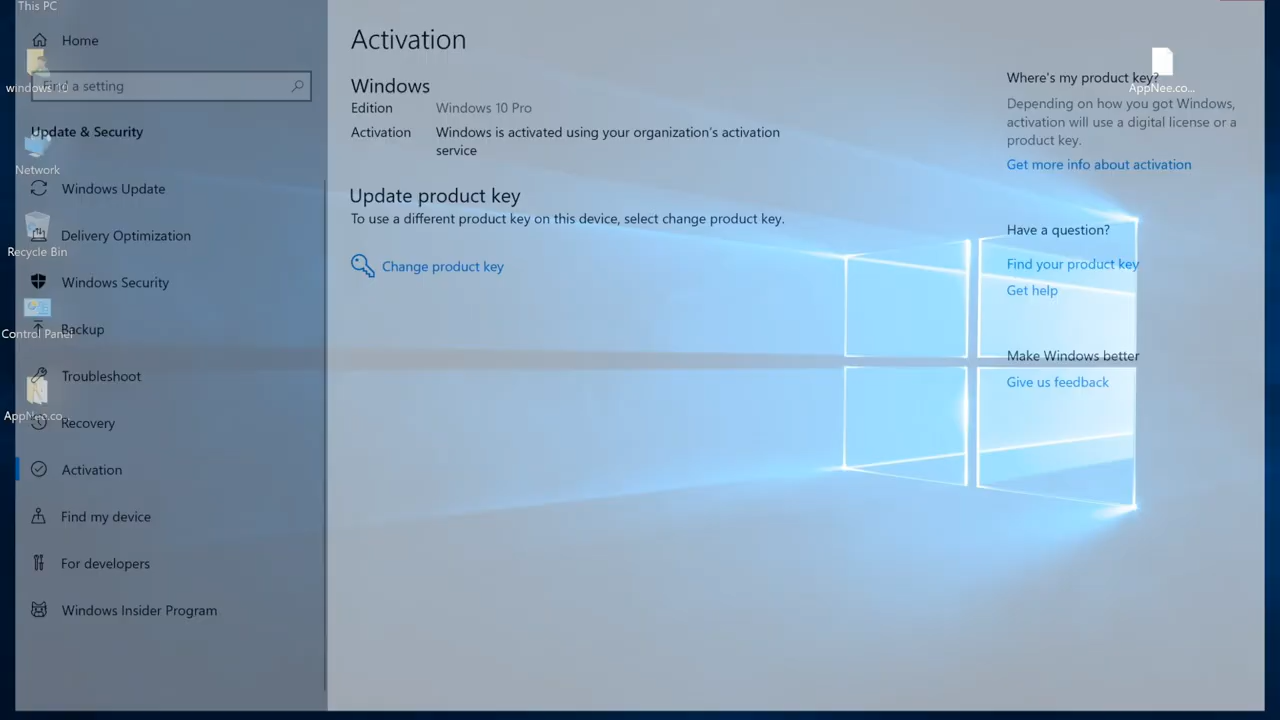 This PC
Home
Find a setting
windows 10
Update & Security
Network
Windows Update
Delivery Optimization
Recycle Bin
Windows Security
Backup
Control Panel
Troubleshoot
AppNee.co...
Recovery
Activation
Find my device
For developers
Windows Insider Program
Activation
Windows
Edition Windows 10 Pro
Activation Windows is activated using your organization's activation
service
Update product key
To use a different product key on this device, select change product key.
Change product key
Where's my product key?
AppNee.co...
Depending on how you got Windows,
activation will use a digital license or a
product key.
Get more info about activation
Have a question?
Find your product key
Get help
Make Windows better
Give us feedback